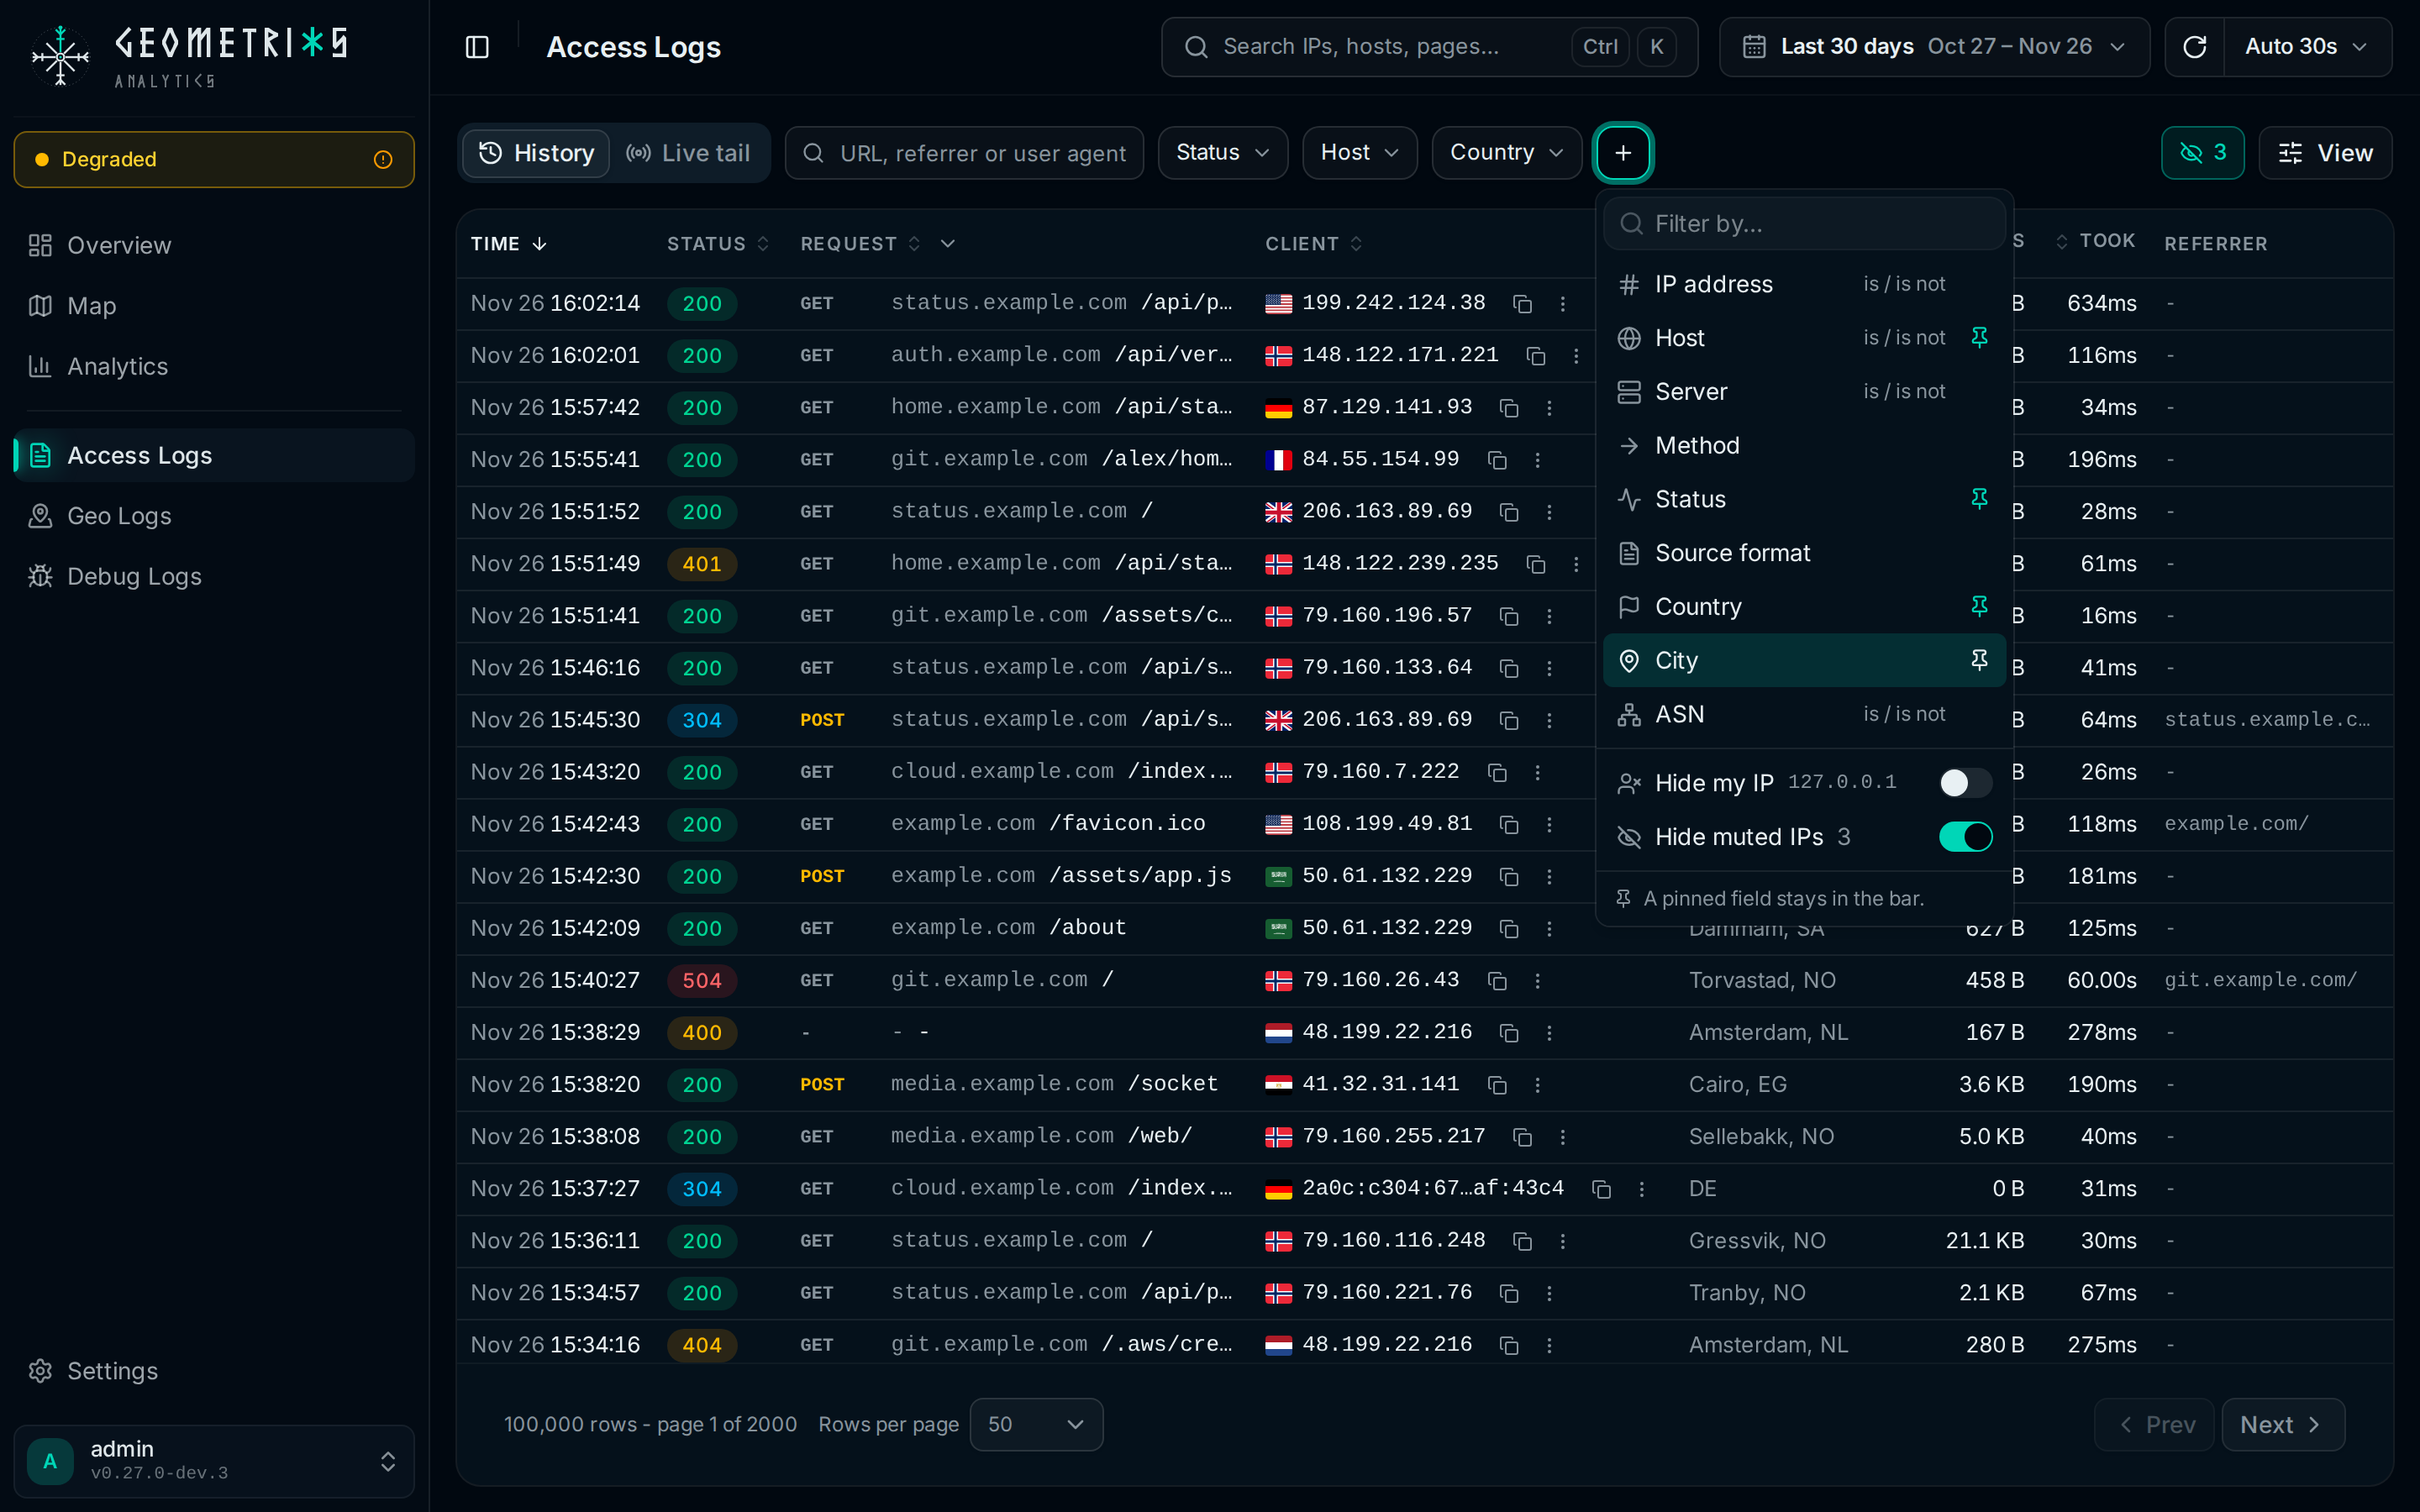 GEOMETRIKS
ANALYTICS
Degraded
Overview
Map
Analytics
Access Logs
Geo Logs
Debug Logs
Settings
A
admin
v0.27.0-dev.3
Access Logs
Search IPs, hosts, pages...
Ctrl K
Last 30 days Oct 27 – Nov 26
Auto 30s
History Live tail
URL, referrer or user agent
Status Host Country
3 View
TIME STATUS REQUEST CLIENT S TOOK REFERRER
Nov 26 16:02:14 200 GET status.example.com /api/p… 199.242.124.38 B 634ms -
Nov 26 16:02:01 200 GET auth.example.com /api/ver… 148.122.171.221 B 116ms -
Nov 26 15:57:42 200 GET home.example.com /api/sta… 87.129.141.93 B 34ms -
Nov 26 15:55:41 200 GET git.example.com /alex/hom… 84.55.154.99 B 196ms -
Nov 26 15:51:52 200 GET status.example.com / 206.163.89.69 B 28ms -
Nov 26 15:51:49 401 GET home.example.com /api/sta… 148.122.239.235 B 61ms -
Nov 26 15:51:41 200 GET git.example.com /assets/c… 79.160.196.57 B 16ms -
Nov 26 15:46:16 200 GET status.example.com /api/s… 79.160.133.64 B 41ms -
Nov 26 15:45:30 304 POST status.example.com /api/s… 206.163.89.69 B 64ms status.example.c…
Nov 26 15:43:20 200 GET cloud.example.com /index.… 79.160.7.222 B 26ms -
Nov 26 15:42:43 200 GET example.com /favicon.ico 108.199.49.81 B 118ms example.com/
Nov 26 15:42:30 200 POST example.com /assets/app.js 50.61.132.229 B 181ms -
Nov 26 15:42:09 200 GET example.com /about 50.61.132.229 Dammam, SA 627 B 125ms -
Nov 26 15:40:27 504 GET git.example.com / 79.160.26.43 Torvastad, NO 458 B 60.00s git.example.com/
Nov 26 15:38:29 400 - - - 48.199.22.216 Amsterdam, NL 167 B 278ms -
Nov 26 15:38:20 200 POST media.example.com /socket 41.32.31.141 Cairo, EG 3.6 KB 190ms -
Nov 26 15:38:08 200 GET media.example.com /web/ 79.160.255.217 Sellebakk, NO 5.0 KB 40ms -
Nov 26 15:37:27 304 GET cloud.example.com /index.… 2a0c:c304:67…af:43c4 DE 0 B 31ms -
Nov 26 15:36:11 200 GET status.example.com / 79.160.116.248 Gressvik, NO 21.1 KB 30ms -
Nov 26 15:34:57 200 GET status.example.com /api/p… 79.160.221.76 Tranby, NO 2.1 KB 67ms -
Nov 26 15:34:16 404 GET git.example.com /.aws/cre… 48.199.22.216 Amsterdam, NL 280 B 275ms -
Filter by...
IP address is / is not
Host is / is not
Server is / is not
Method
Status
Source format
Country
City
ASN is / is not
Hide my IP 127.0.0.1
Hide muted IPs 3
A pinned field stays in the bar.
100,000 rows - page 1 of 2000 Rows per page 50
Prev Next